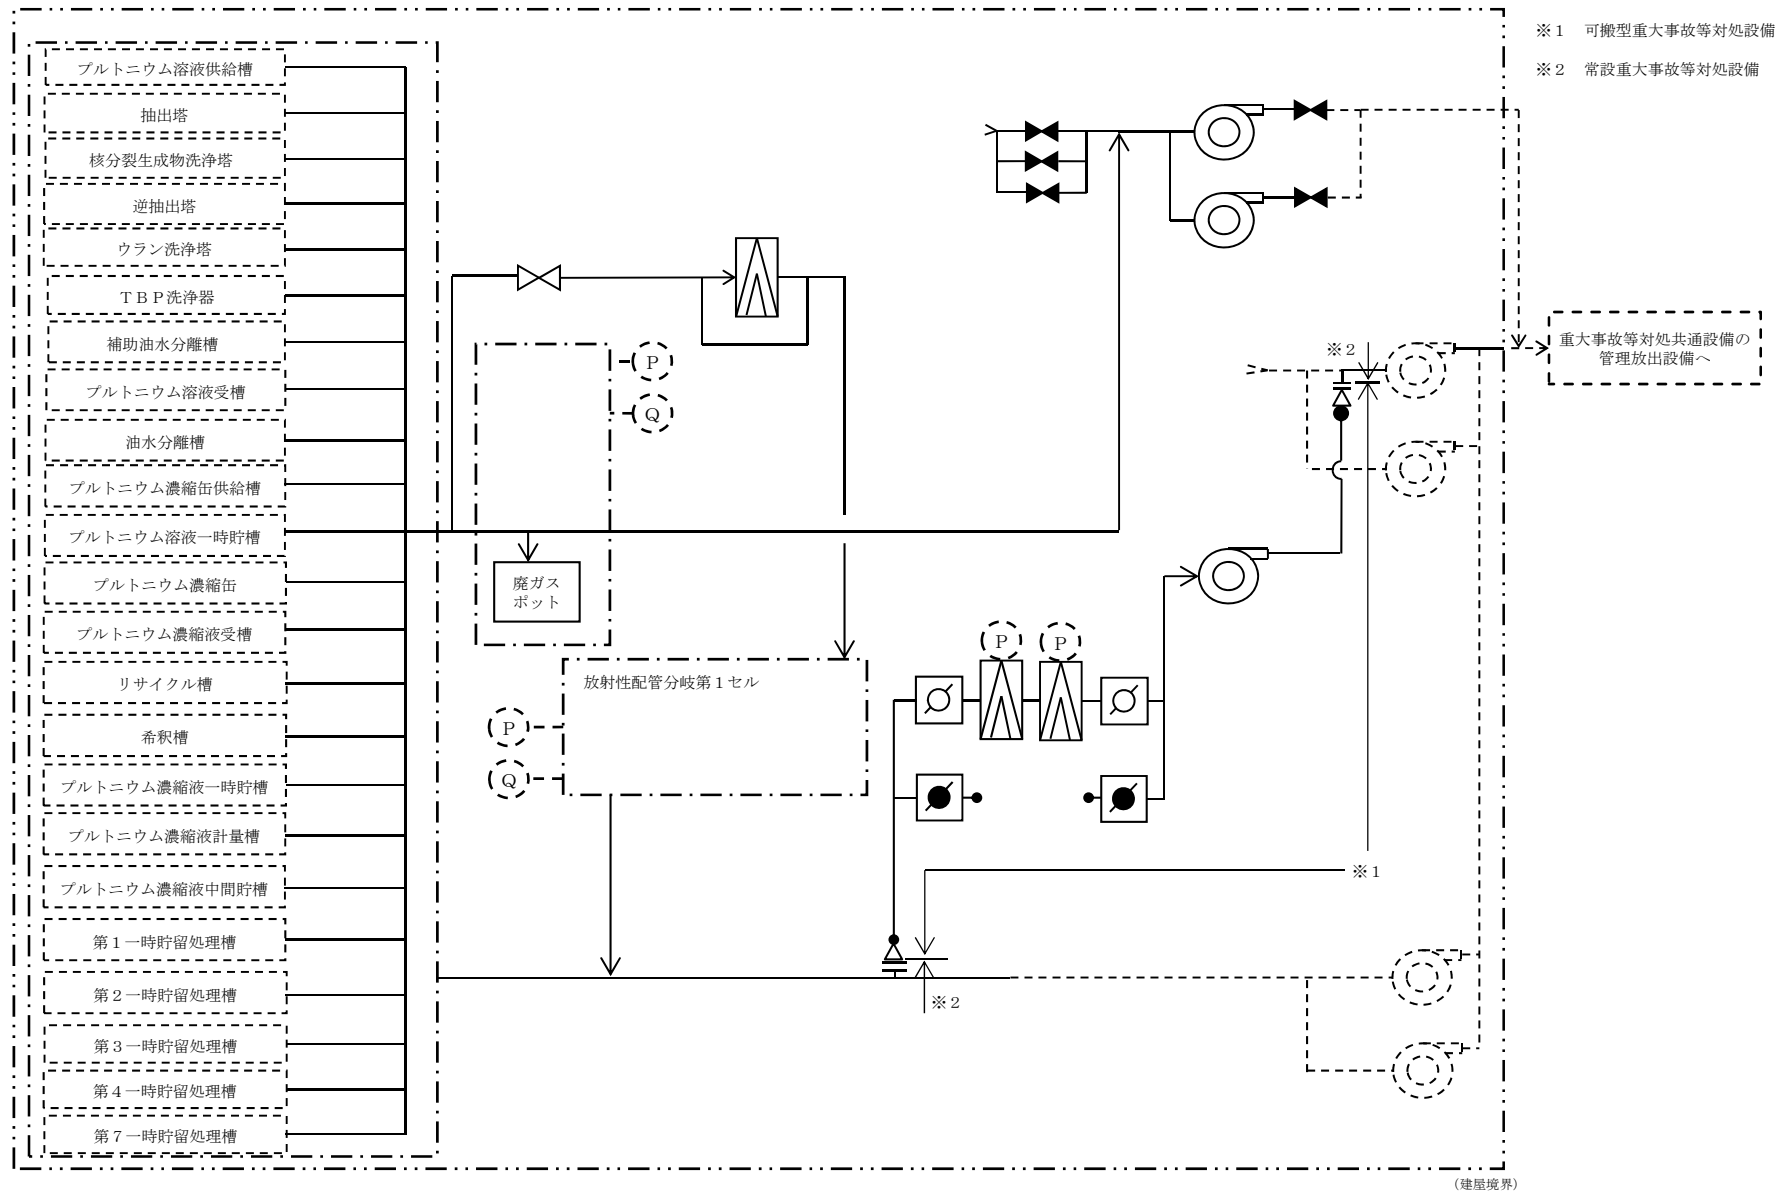 ※１　可搬型重大事故等対処設備
※２　常設重大事故等対処設備
プルトニウム溶液供給槽
抽出塔
核分裂生成物洗浄塔
逆抽出塔
ウラン洗浄塔
ＴＢＰ洗浄器
補助油水分離槽
プルトニウム溶液受槽
油水分離槽
プルトニウム濃縮缶供給槽
プルトニウム溶液一時貯槽
プルトニウム濃縮缶
プルトニウム濃縮液受槽
リサイクル槽
希釈槽
プルトニウム濃縮液一時貯槽
プルトニウム濃縮液計量槽
プルトニウム濃縮液中間貯槽
第１一時貯留処理槽
第２一時貯留処理槽
第３一時貯留処理槽
第４一時貯留処理槽
第７一時貯留処理槽
P
Q
廃ガス
ポット
放射性配管分岐第１セル
P
Q
P
P
※２
重大事故等対処共通設備の
管理放出設備へ
※１
※２
（建屋境界）